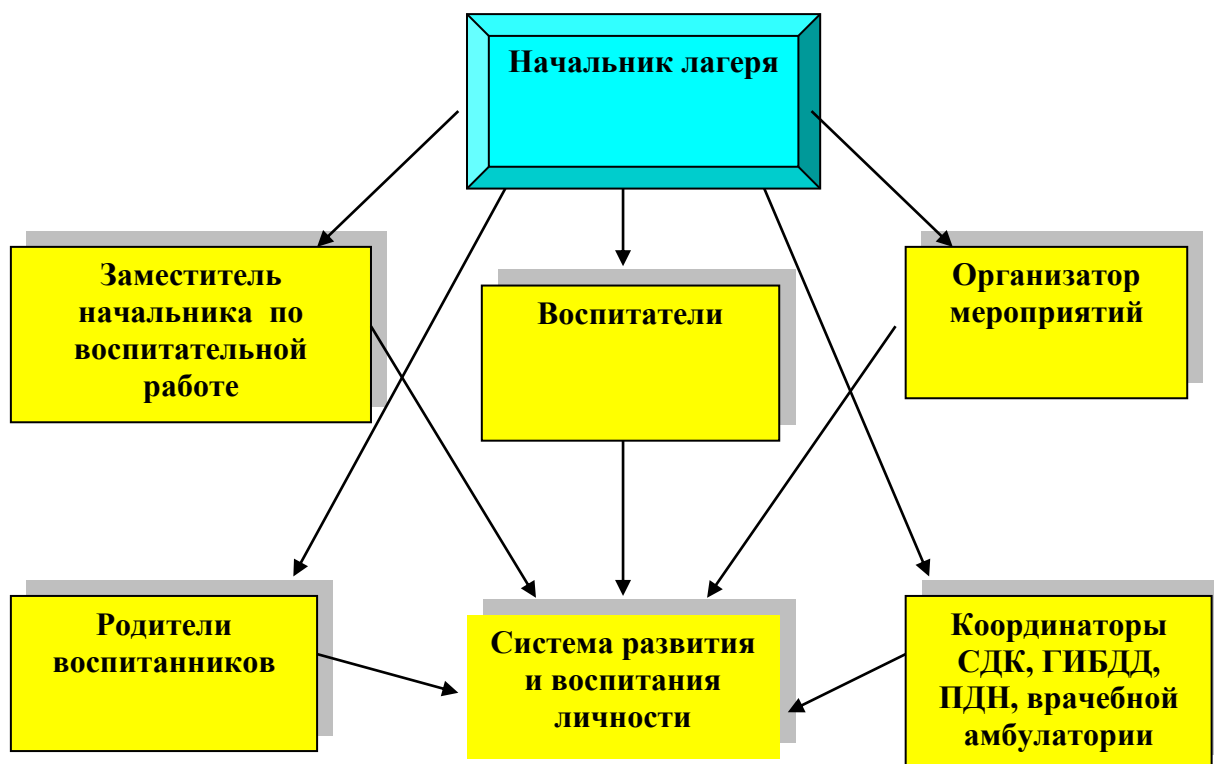 Начальник лагеря
Заместитель
начальника по
воспитательной
работе
Воспитатели
Организатор
мероприятий
Родители
воспитанников
Система развития
и воспитания
личности
Координаторы
СДК, ГИБДД,
ПДН, врачебной
амбулатории